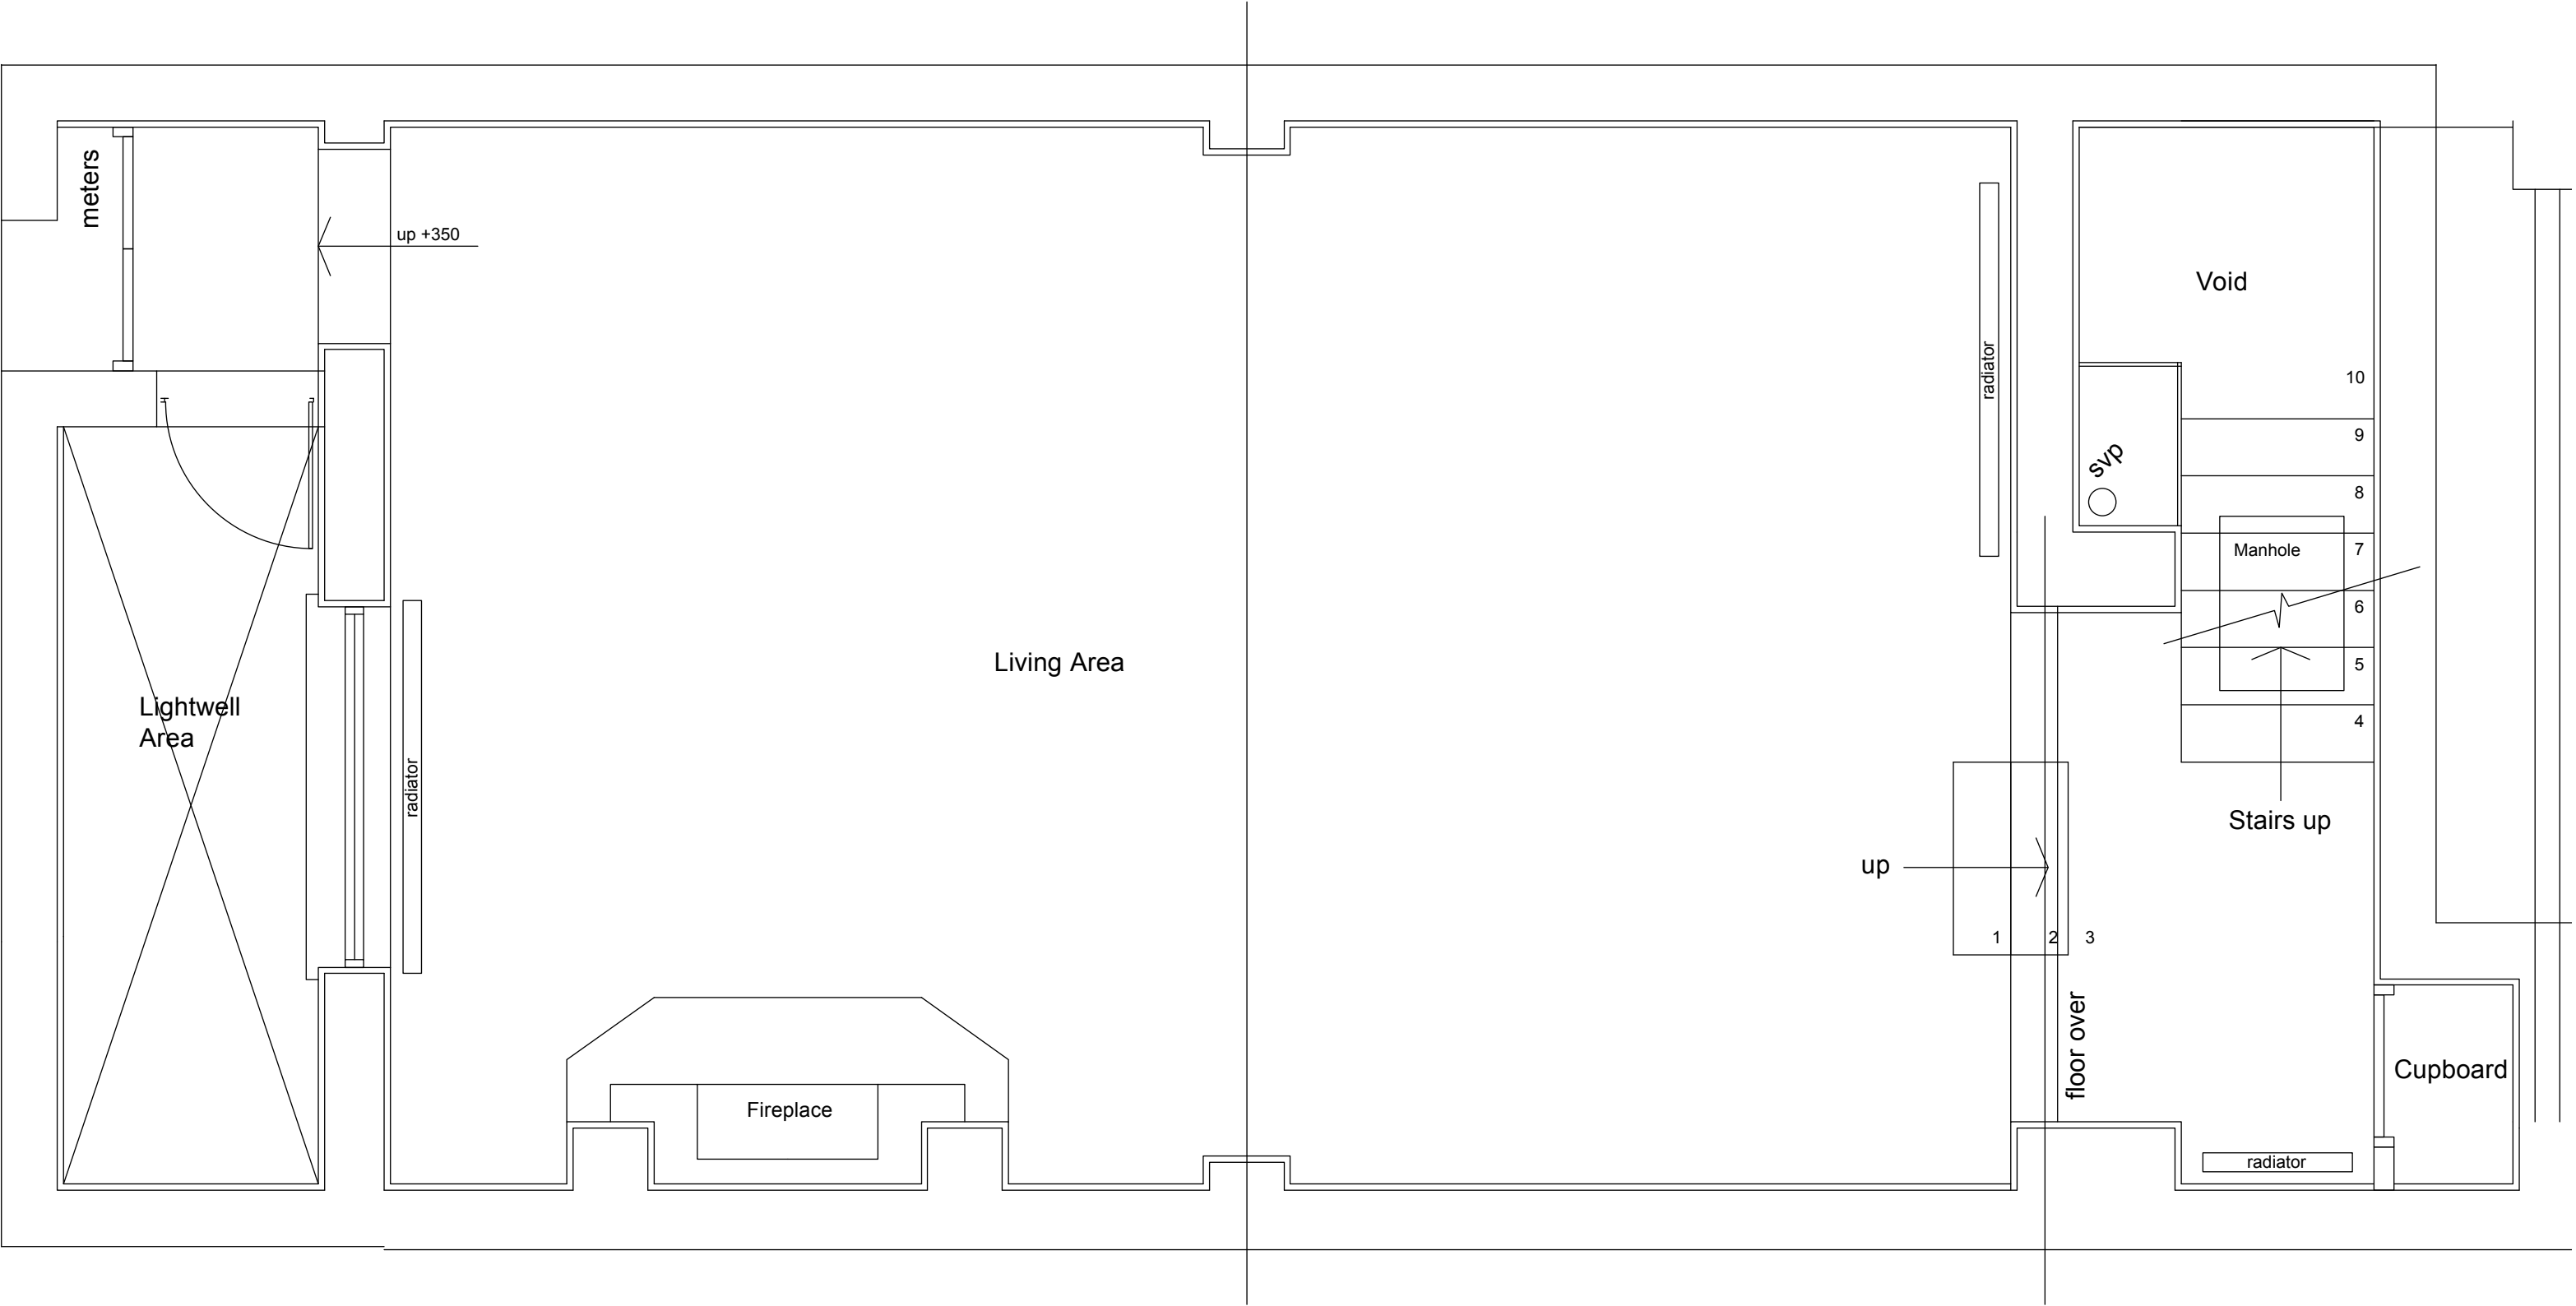 meters
up +350
Void
radiator
10
9
svp
8
Manhole
7
6
Living Area
5
Lightwell
Area
4
radiator
Stairs up
up
1
2
3
floor over
Cupboard
Fireplace
radiator